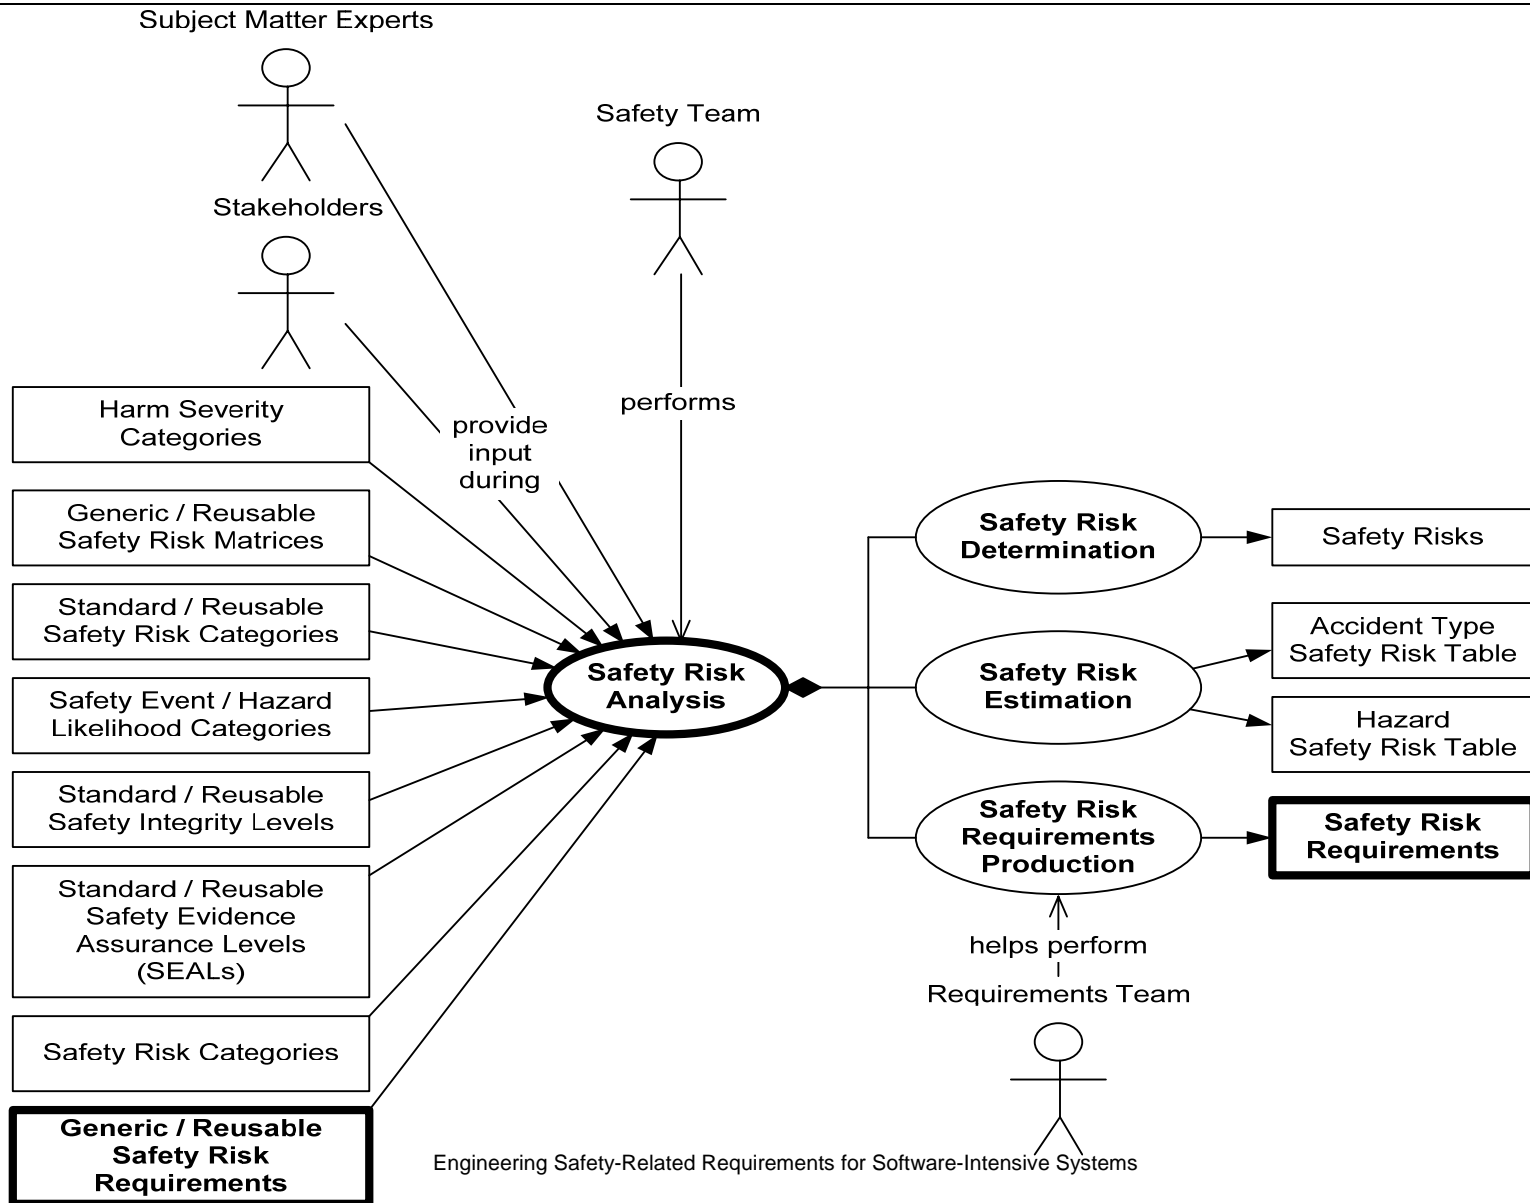 Subject Matter Experts
Safety Team
Stakeholders
Harm Severity
Categories
provide
input
during
performs
Generic / Reusable
Safety Risk Matrices
Standard / Reusable
Safety Risk Categories
Safety Event / Hazard
Likelihood Categories
Standard / Reusable
Safety Integrity Levels
Standard / Reusable
Safety Evidence
Assurance Levels
(SEALs)
Safety Risk Categories
Generic / Reusable
Safety Risk
Requirements
Safety Risk
Analysis
Safety Risk
Determination
Safety Risks
Safety Risk
Estimation
Accident Type
Safety Risk Table
Hazard
Safety Risk Table
Safety Risk
Requirements
Production
Safety Risk
Requirements
helps perform
Requirements Team
Engineering Safety-Related Requirements for Software-Intensive Systems